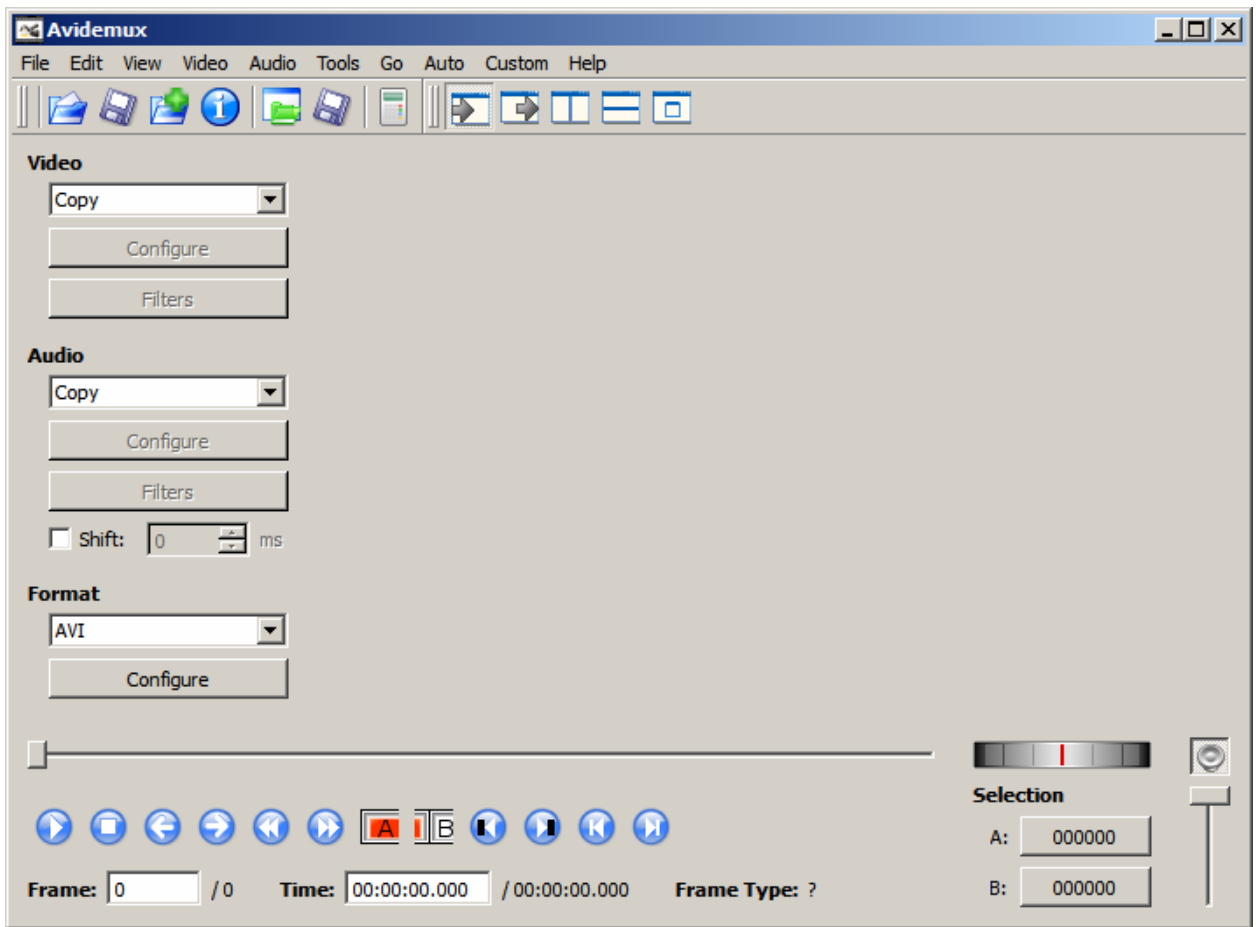 Avidemux
File Edit View Video Audio Tools Go Auto Custom Help
Video
Copy
Configure
Filters
Audio
Copy
Configure
Filters
Shift: 0 ms
Format
AVI
Configure
Selection
A B
A: 000000
B: 000000
Frame: 0 / 0 Time: 00:00:00.000 / 00:00:00.000 Frame Type: ?